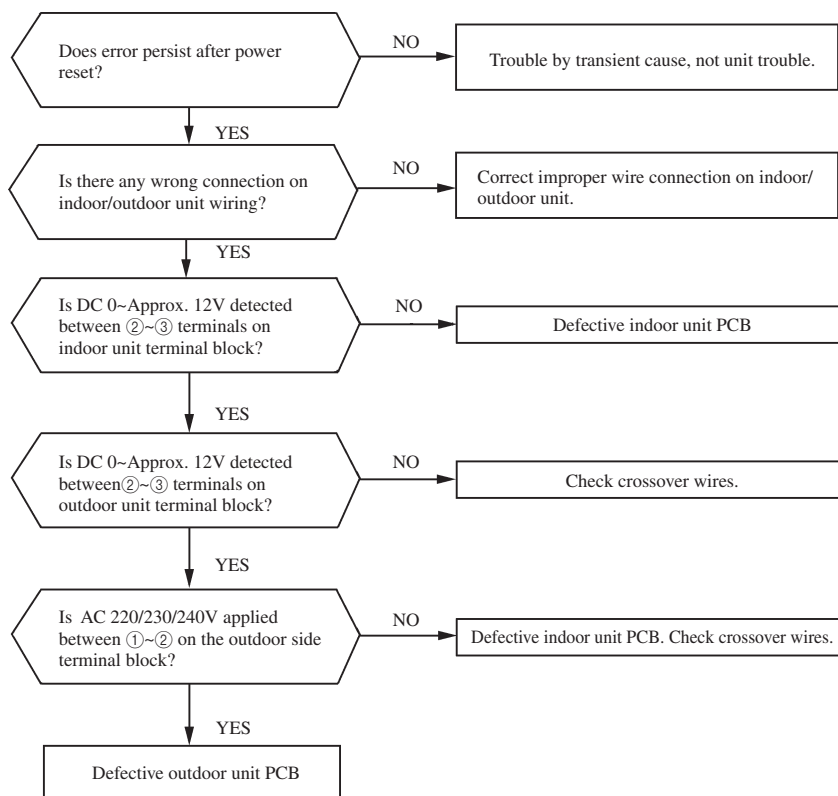 Does error persist after power
reset?
NO
Trouble by transient cause, not unit trouble.
YES
Is there any wrong connection on
indoor/outdoor unit wiring?
NO
Correct improper wire connection on indoor/
outdoor unit.
YES
Is DC 0~Approx. 12V detected
between ②~③ terminals on
indoor unit terminal block?
NO
Defective indoor unit PCB
YES
Is DC 0~Approx. 12V detected
between②~③ terminals on
outdoor unit terminal block?
NO
Check crossover wires.
YES
Is AC 220/230/240V applied
between ①~② on the outdoor side
terminal block?
NO
Defective indoor unit PCB. Check crossover wires.
YES
Defective outdoor unit PCB